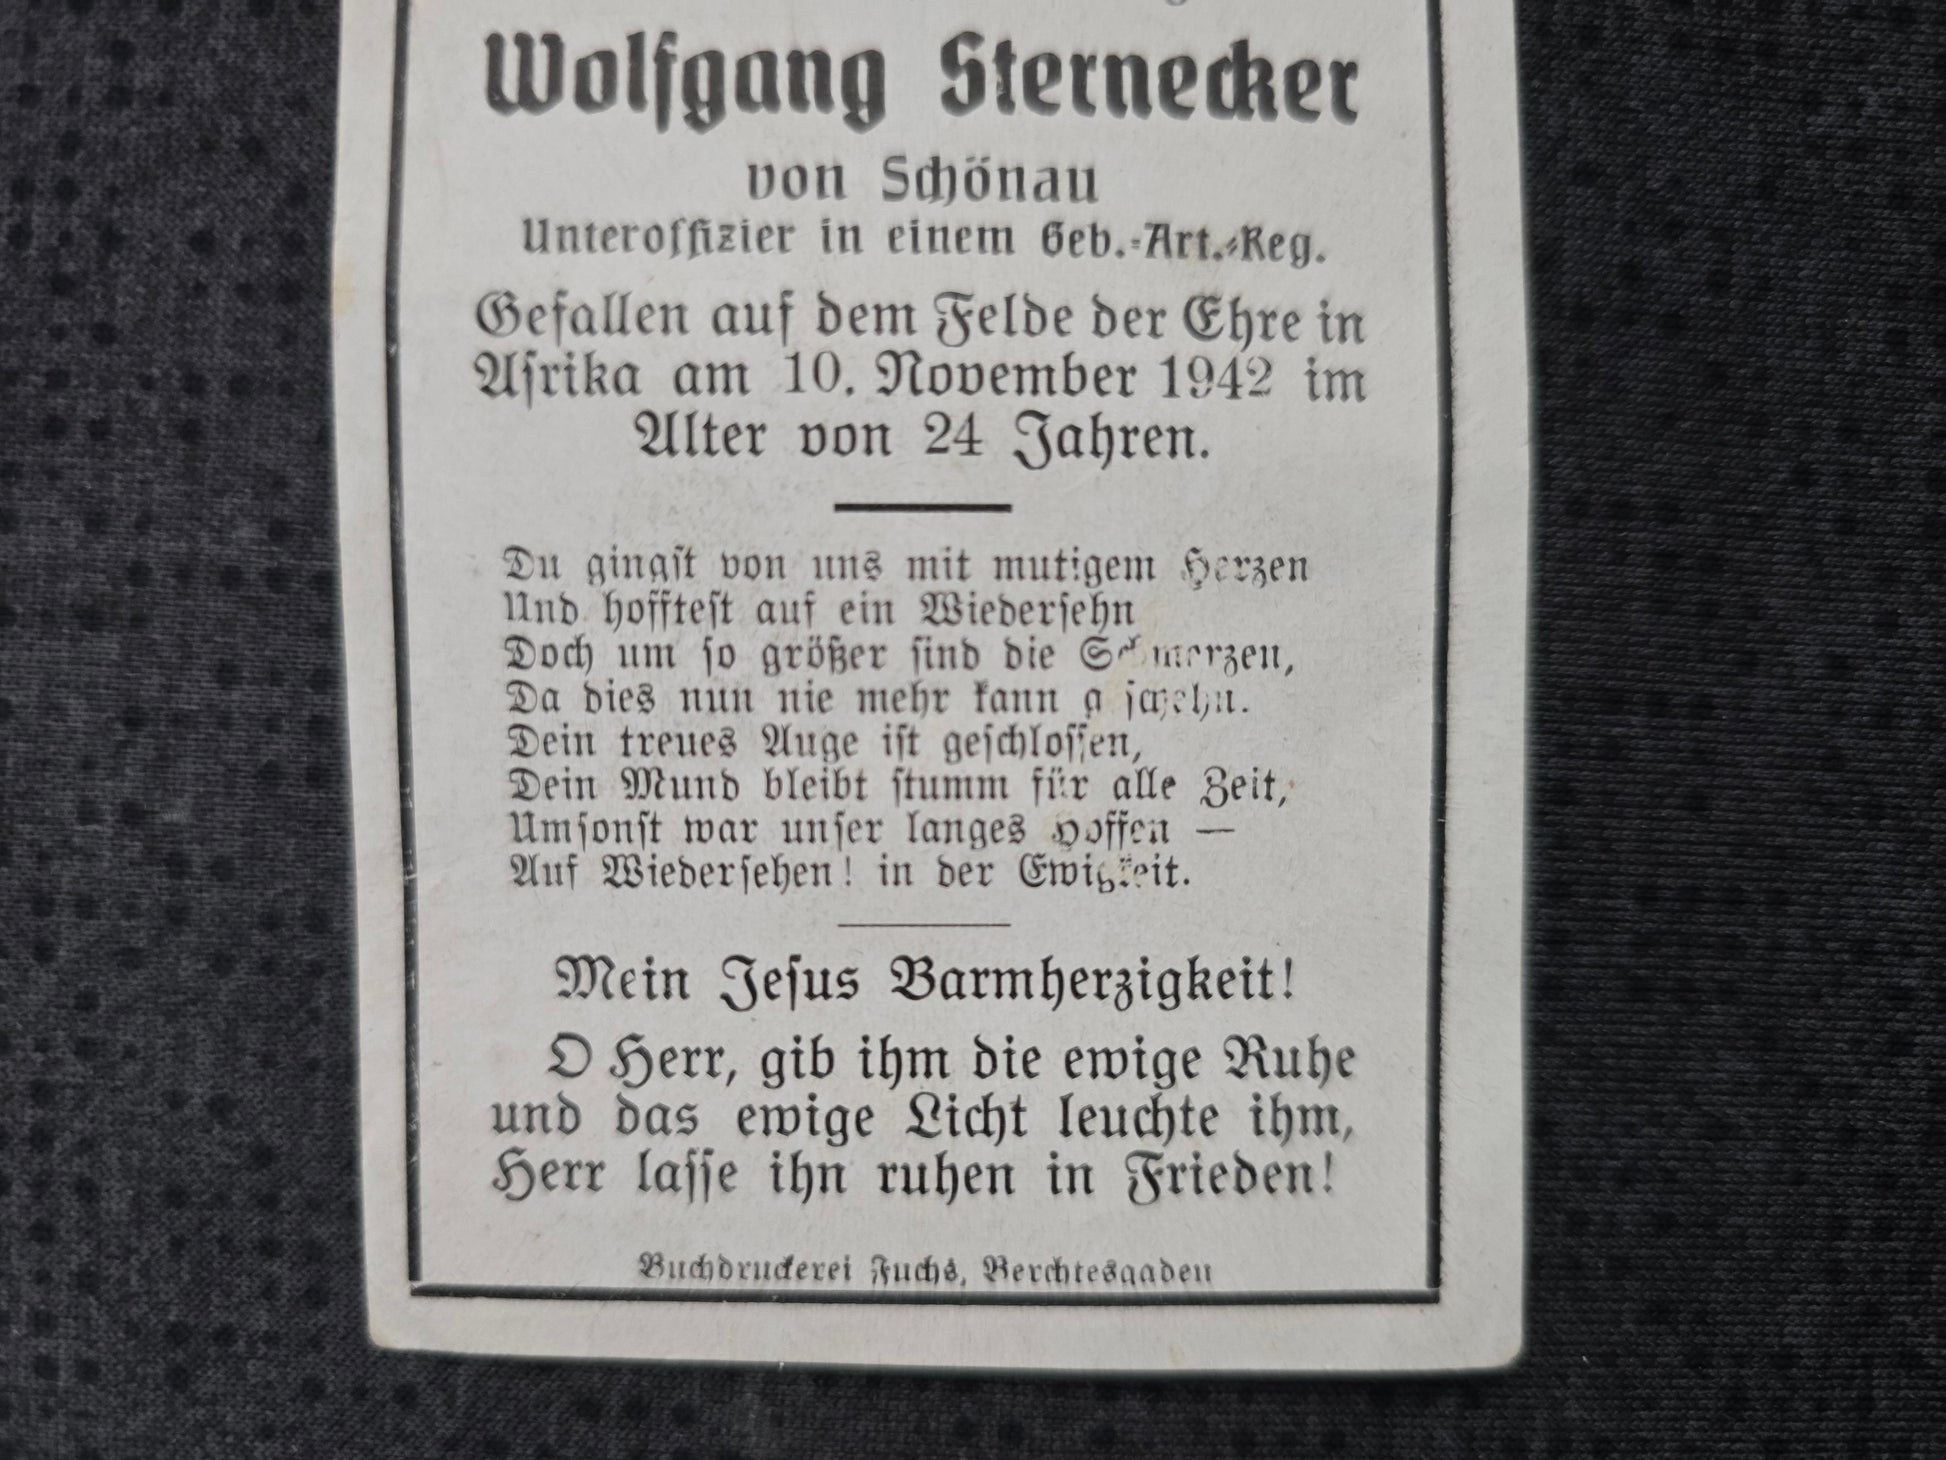 Wolfgang Sternecker
von Schönau
Unteroffizier in einem Geb.-Art.-Reg.
Gefallen auf dem Felde der Ehre in
Afrika am 10. November 1942 im
Alter von 24 Jahren.
Du gingst von uns mit mutigem Herzen
Und hofftest auf ein Wiedersehn
Doch um so größer sind die Schmerzen,
Da dies nun nie mehr kann geschehn.
Dein treues Auge ist geschlossen,
Dein Mund bleibt stumm für alle Zeit,
Umsonst war unser langes Hoffen —
Auf Wiedersehen! in der Ewigkeit.
Mein Jesus Barmherzigkeit!
O Herr, gib ihm die ewige Ruhe
und das ewige Licht leuchte ihm,
Herr lasse ihn ruhen in Frieden!
Buchdruckerei Fuchs, Berchtesgaden